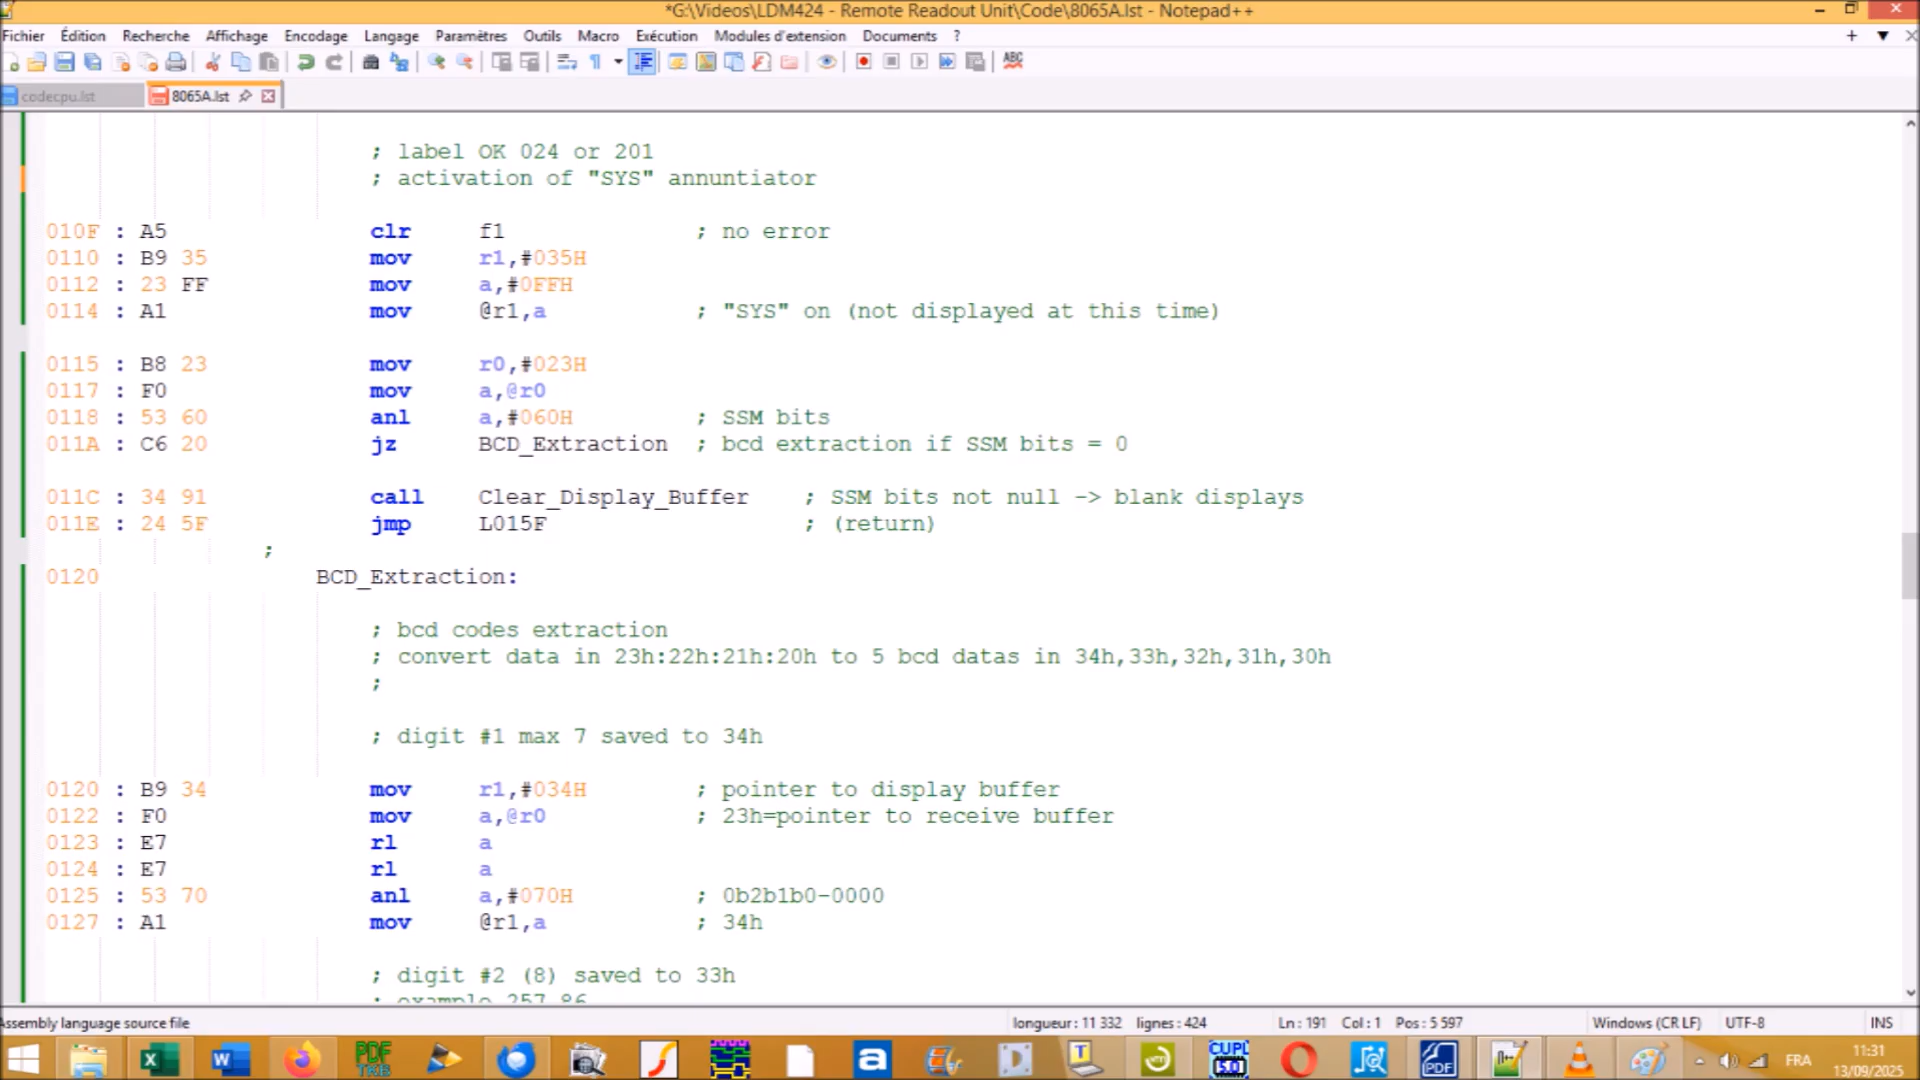 *G:\Videos\LDM424 - Remote Readout Unit\Code\8065A.lst - Notepad++
Fichier Édition Recherche Affichage Encodage Langage Paramètres Outils Macro Exécution Modules d'extension Documents ?
codecpu.lst 8065A.lst
; label OK 024 or 201
; activation of "SYS" annuntiator
010F : A5 clr f1 ; no error
0110 : B9 35 mov r1,#035H
0112 : 23 FF mov a,#0FFH
0114 : A1 mov @r1,a ; "SYS" on (not displayed at this time)
0115 : B8 23 mov r0,#023H
0117 : F0 mov a,@r0
0118 : 53 60 anl a,#060H ; SSM bits
011A : C6 20 jz BCD_Extraction ; bcd extraction if SSM bits = 0
011C : 34 91 call Clear_Display_Buffer ; SSM bits not null -> blank displays
011E : 24 5F jmp L015F ; (return)
;
0120 BCD_Extraction:
; bcd codes extraction
; convert data in 23h:22h:21h:20h to 5 bcd datas in 34h,33h,32h,31h,30h
;
; digit #1 max 7 saved to 34h
0120 : B9 34 mov r1,#034H ; pointer to display buffer
0122 : F0 mov a,@r0 ; 23h=pointer to receive buffer
0123 : E7 rl a
0124 : E7 rl a
0125 : 53 70 anl a,#070H ; 0b2b1b0-0000
0127 : A1 mov @r1,a ; 34h
; digit #2 (8) saved to 33h
; example 257.86
Assembly language source file longueur : 11 332 lignes : 424 Ln : 191 Col : 1 Pos : 5 597 Windows (CR LF) UTF-8 INS
CUPL 5.0
PDF
FRA
11:31
13/09/2025